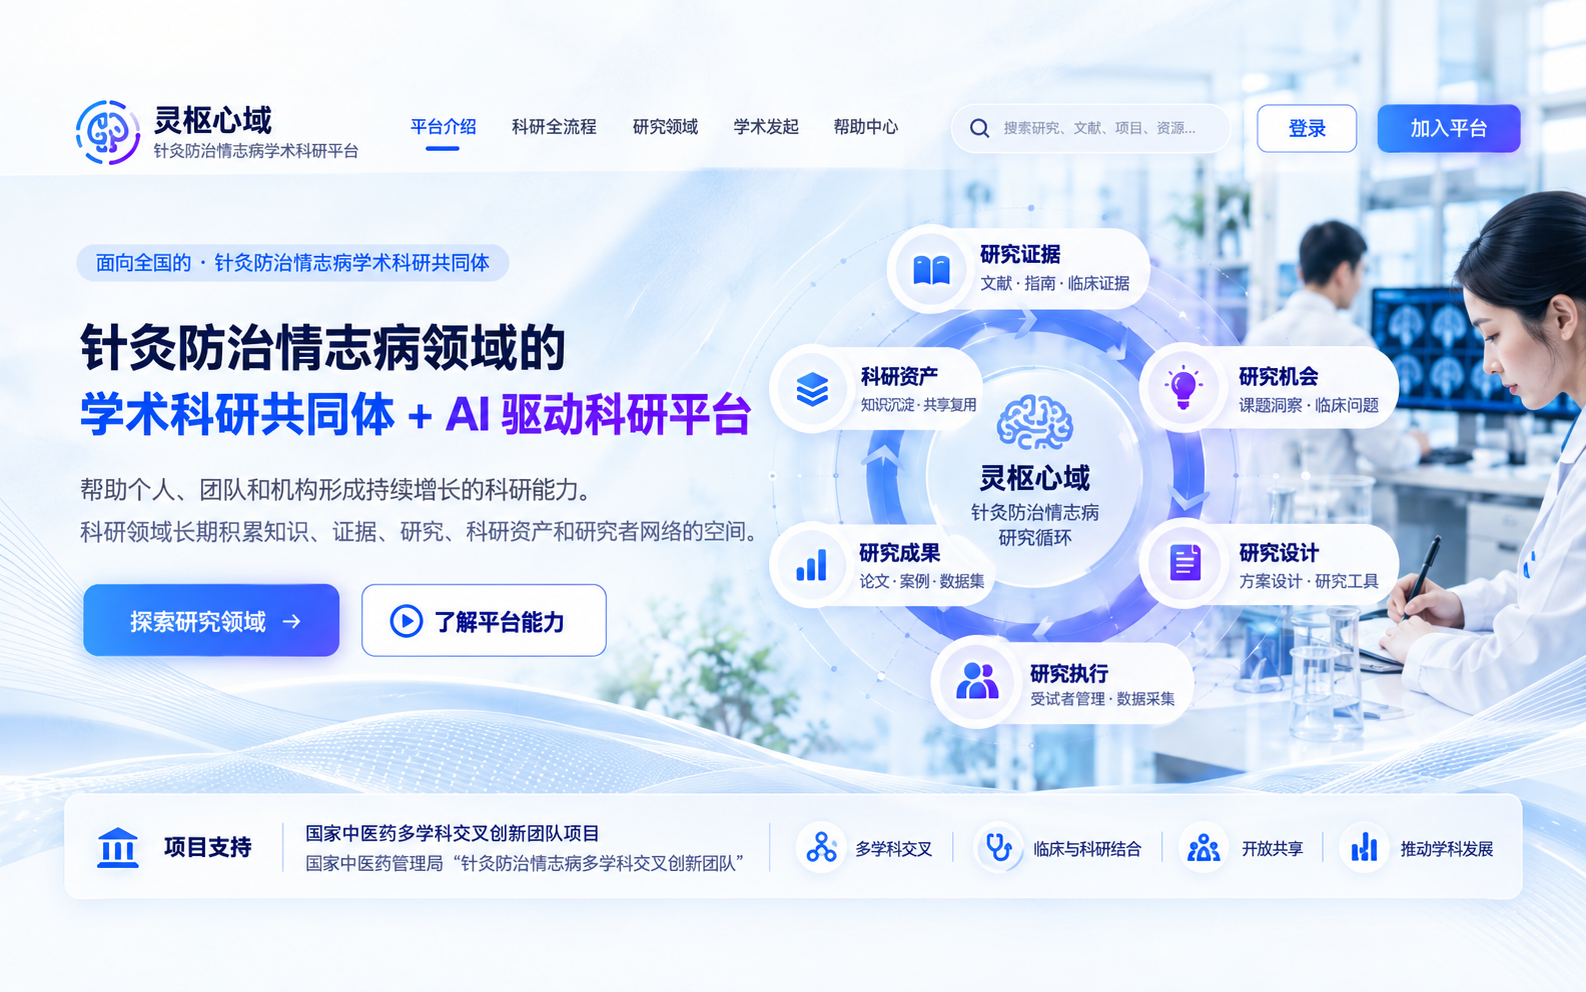 灵枢心域
针灸防治情志病学术科研平台
平台介绍
科研全流程
研究领域
学术发起
帮助中心
搜索研究、文献、项目、资源...
登录
加入平台
面向全国的 · 针灸防治情志病学术科研共同体
针灸防治情志病领域的
学术科研共同体 + AI 驱动科研平台
帮助个人、团队和机构形成持续增长的科研能力。
科研领域长期积累知识、证据、研究、科研资产和研究者网络的空间。
探索研究领域 →
了解平台能力
研究证据
文献 · 指南 · 临床证据
科研资产
知识沉淀 · 共享复用
研究机会
课题洞察 · 临床问题
灵枢心域
针灸防治情志病
研究循环
研究成果
论文 · 案例 · 数据集
研究设计
方案设计 · 研究工具
研究执行
受试者管理 · 数据采集
项目支持
国家中医药多学科交叉创新团队项目
国家中医药管理局“针灸防治情志病多学科交叉创新团队”
多学科交叉
临床与科研结合
开放共享
推动学科发展